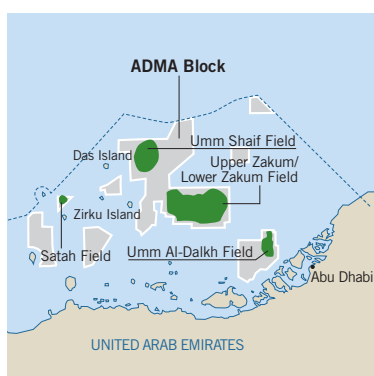 ADMA Block
Umm Shaif Field
Das Island
Upper Zakum/
Lower Zakum Field
Zirku Island
Satah Field
Umm Al-Dalkh Field
Abu Dhabi
UNITED ARAB EMIRATES